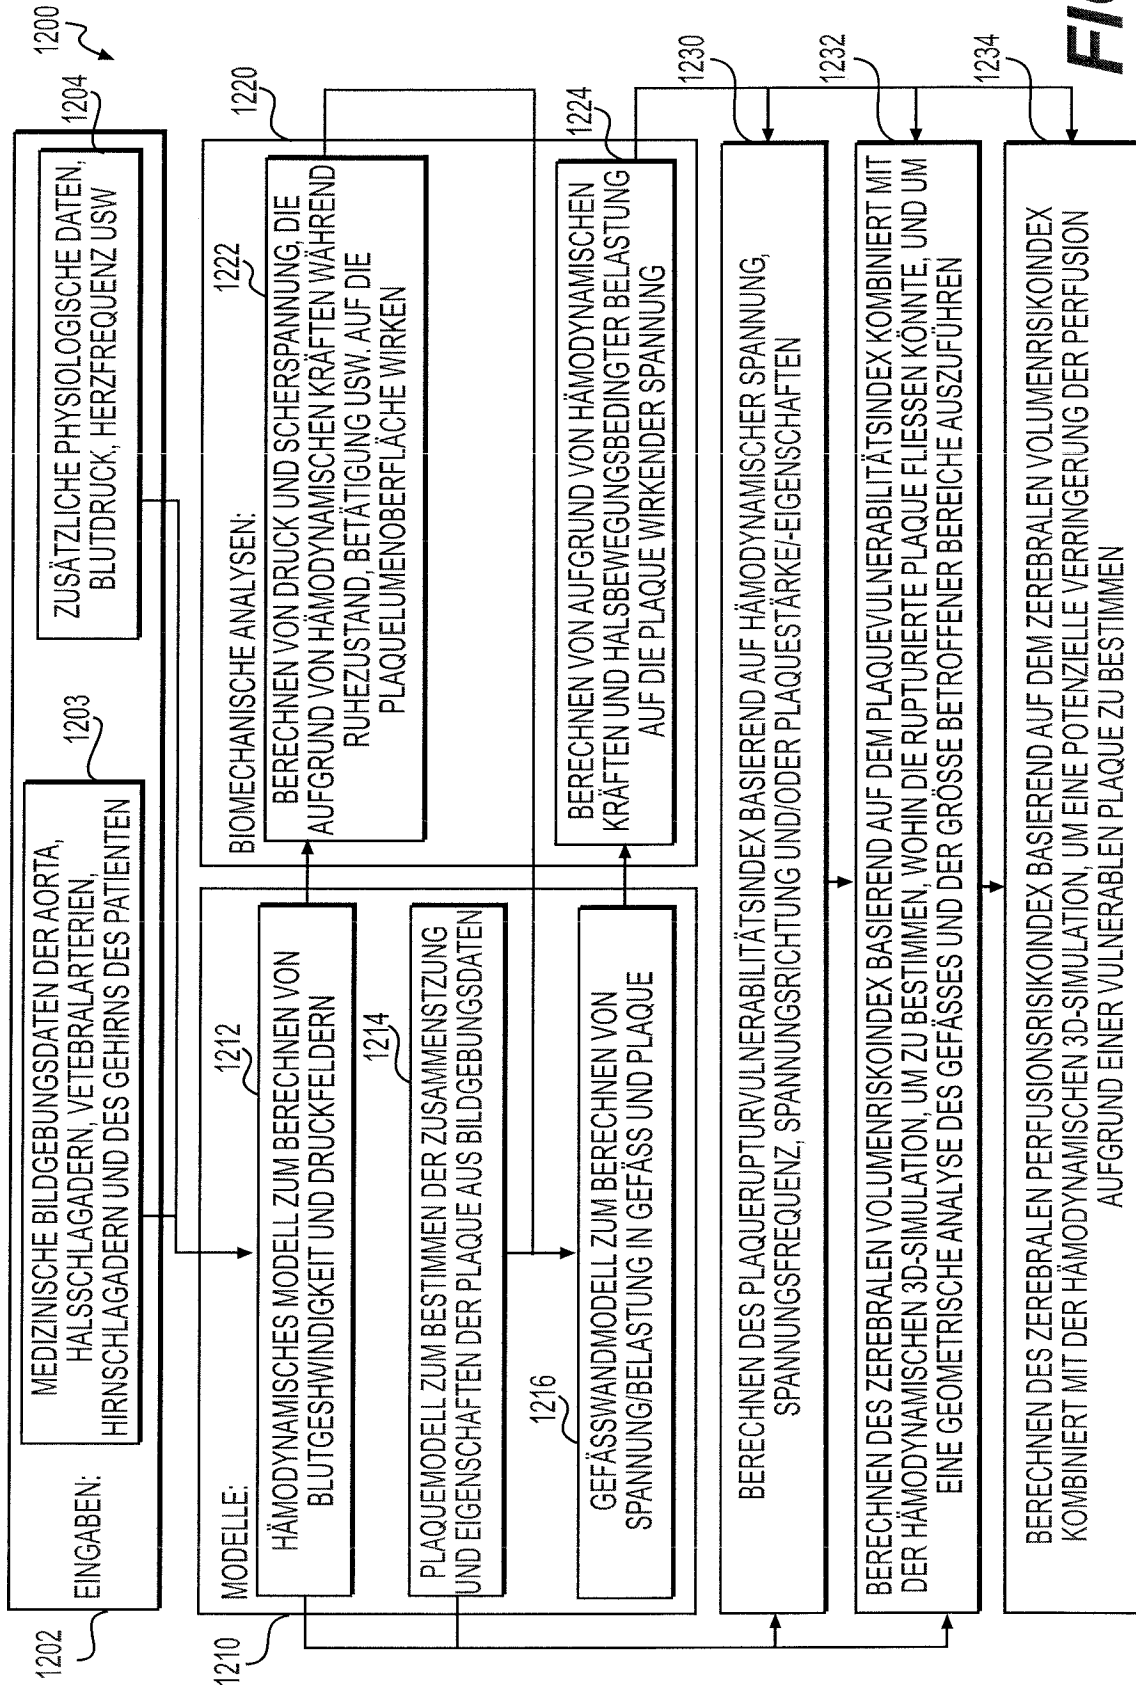 1200
1202
EINGABEN:
1203
MEDIZINISCHE BILDGEBUNGSDATEN DER AORTA,
HALSSCHLAGADERN, VETEBRALARTERIEN,
HIRNSCHLAGADERN UND DES GEHIRNS DES PATIENTEN
1204
ZUSÄTZLICHE PHYSIOLOGISCHE DATEN,
BLUTDRUCK, HERZFREQUENZ USW
1210
MODELLE:
1212
HÄMODYNAMISCHES MODELL ZUM BERECHNEN VON
BLUTGESHWINDIGKEIT UND DRUCKFELDERN
1214
PLAQUEMODELL ZUM BESTIMMEN DER ZUSAMMENSTZUNG
UND EIGENSCHAFTEN DER PLAQUE AUS BILDGEBUNGSDATEN
1216
GEFÄSSWANDMODELL ZUM BERECHNEN VON
SPANNUNG/BELASTUNG IN GEFÄSS UND PLAQUE
1220
BIOMECHANISCHE ANALYSEN:
1222
BERECHNEN VON DRUCK UND SCHERSPANNUNG, DIE
AUFGRUND VON HÄMODYNAMISCHEN KRÄFTEN WÄHREND
RUHEZUSTAND, BETÄTIGUNG USW. AUF DIE
PLAQUELUMENOBERFLÄCHE WIRKEN
1224
BERECHNEN VON AUFGRUND VON HÄMODYNAMISCHEN
KRÄFTEN UND HALSBEWEGUNGSBEDINGTER BELASTUNG
AUF DIE PLAQUE WIRKENDER SPANNUNG
1230
BERECHNEN DES PLAQUERUPTURVULNERABILITÄTSINDEX BASIEREND AUF HÄMODYNAMISCHER SPANNUNG,
SPANNUNGSFREQUENZ, SPANNUNGSRICHTUNG UND/ODER PLAQUESTÄRKE/-EIGENSCHAFTEN
1232
BERECHNEN DES ZEREBRALEN VOLUMENRISKOINDEX BASIEREND AUF DEM PLAQUEVULNERABILITÄTSINDEX KOMBINIERT MIT
DER HÄMODYNAMISCHEN 3D-SIMULATION, UM ZU BESTIMMEN, WOHIN DIE RUPTURIERTE PLAQUE FLIESSEN KÖNNTE, UND UM
EINE GEOMETRISCHE ANALYSE DES GEFÄSSES UND DER GRÖSSE BETROFFENER BEREICHE AUSZUFÜHREN
1234
BERECHNEN DES ZEREBRALEN PERFUSIONSRISIKOINDEX BASIEREND AUF DEM ZEREBRALEN VOLUMENRISIKOINDEX
KOMBINIERT MIT DER HÄMODYNAMISCHEN 3D-SIMULATION, UM EINE POTENZIELLE VERRINGERUNG DER PERFUSION
AUFGRUND EINER VULNERABLEN PLAQUE ZU BESTIMMEN